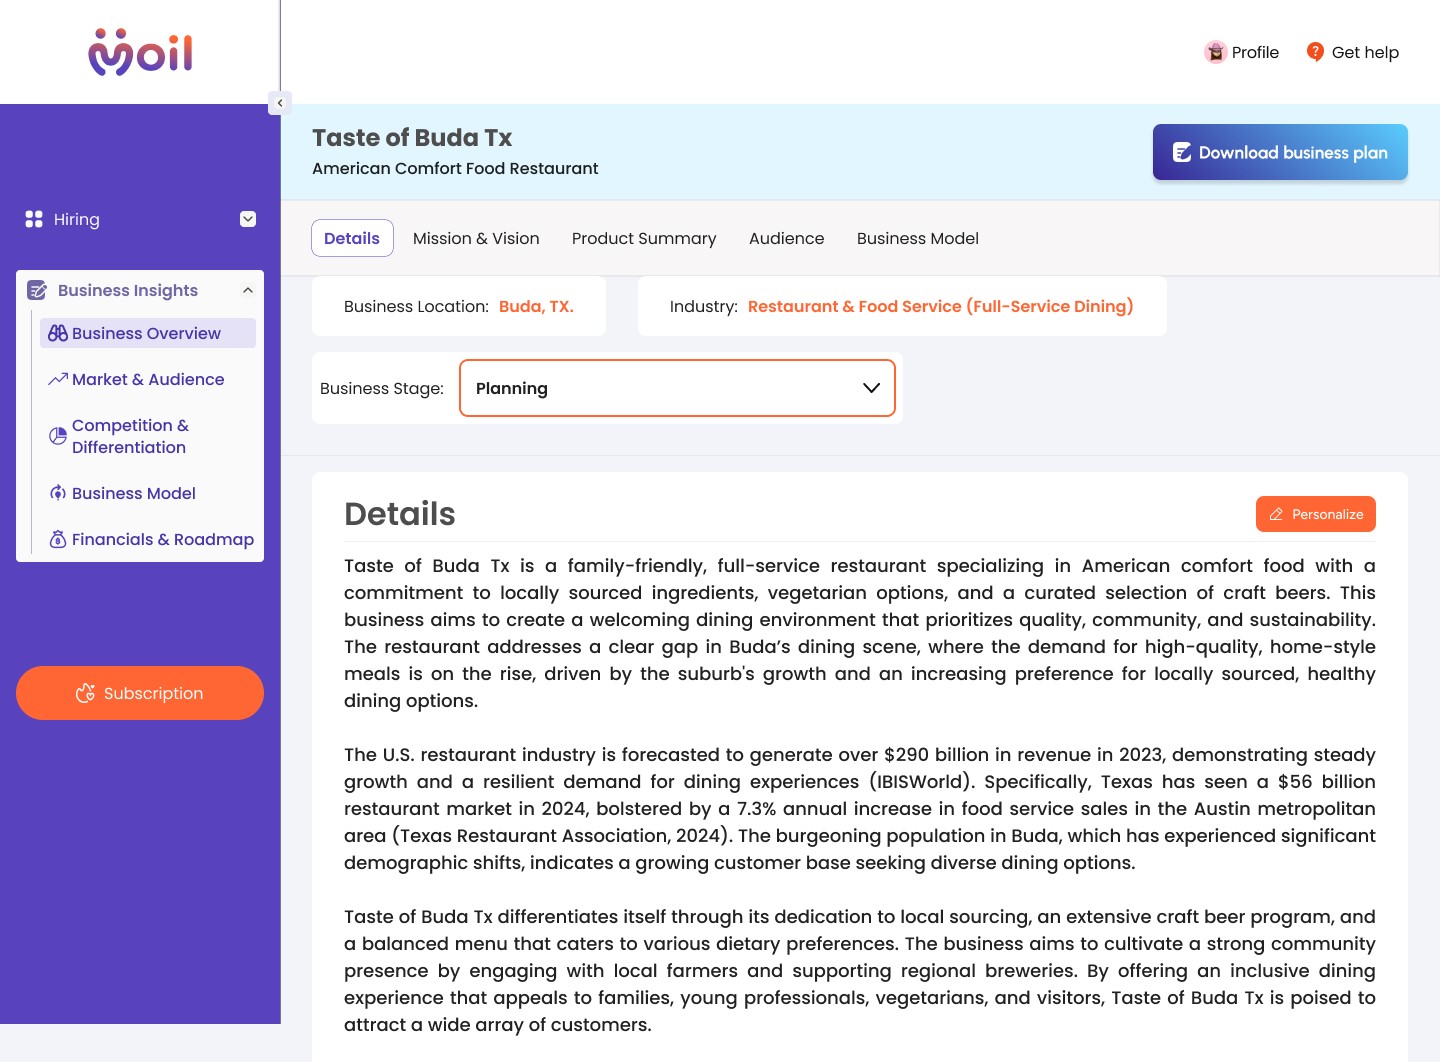 Moil
Profile
Get help
Taste of Buda Tx
American Comfort Food Restaurant
Download business plan
Hiring
Details
Mission & Vision
Product Summary
Audience
Business Model
Business Insights
Business Overview
Market & Audience
Competition &
Differentiation
Business Model
Financials & Roadmap
Subscription
Business Location: Buda, TX.
Industry: Restaurant & Food Service (Full-Service Dining)
Business Stage: Planning
Details
Personalize
Taste of Buda Tx is a family-friendly, full-service restaurant specializing in American comfort food with a
commitment to locally sourced ingredients, vegetarian options, and a curated selection of craft beers. This
business aims to create a welcoming dining environment that prioritizes quality, community, and sustainability.
The restaurant addresses a clear gap in Buda’s dining scene, where the demand for high-quality, home-style
meals is on the rise, driven by the suburb's growth and an increasing preference for locally sourced, healthy
dining options.
The U.S. restaurant industry is forecasted to generate over $290 billion in revenue in 2023, demonstrating steady
growth and a resilient demand for dining experiences (IBISWorld). Specifically, Texas has seen a $56 billion
restaurant market in 2024, bolstered by a 7.3% annual increase in food service sales in the Austin metropolitan
area (Texas Restaurant Association, 2024). The burgeoning population in Buda, which has experienced significant
demographic shifts, indicates a growing customer base seeking diverse dining options.
Taste of Buda Tx differentiates itself through its dedication to local sourcing, an extensive craft beer program, and
a balanced menu that caters to various dietary preferences. The business aims to cultivate a strong community
presence by engaging with local farmers and supporting regional breweries. By offering an inclusive dining
experience that appeals to families, young professionals, vegetarians, and visitors, Taste of Buda Tx is poised to
attract a wide array of customers.